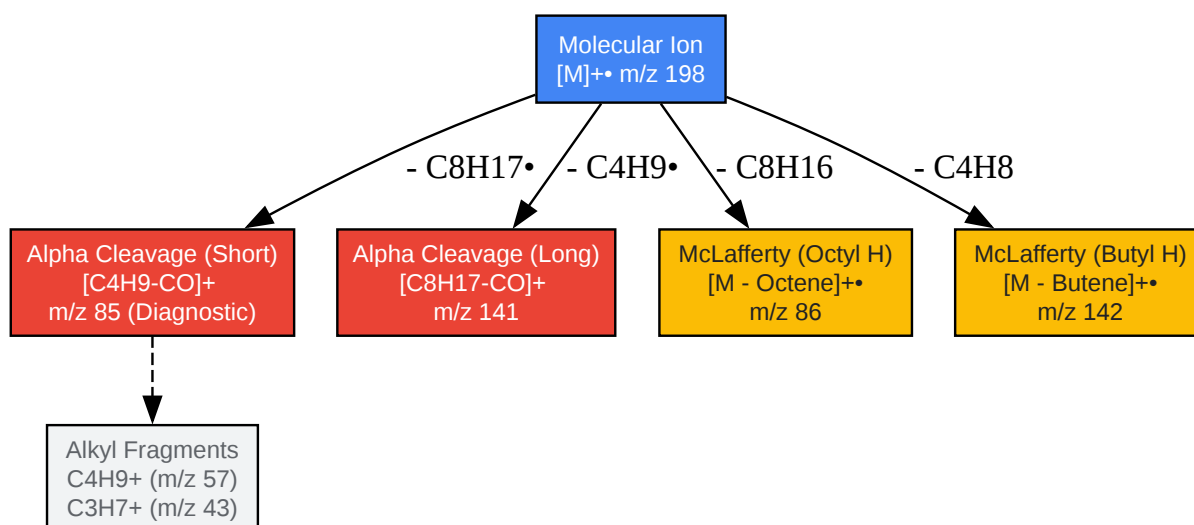 Molecular Ion
[M]+• m/z 198
- C8H17•
- C4H9•
- C8H16
- C4H8
Alpha Cleavage (Short)
[C4H9-CO]+
m/z 85 (Diagnostic)
Alpha Cleavage (Long)
[C8H17-CO]+
m/z 141
McLafferty (Octyl H)
[M - Octene]+•
m/z 86
McLafferty (Butyl H)
[M - Butene]+•
m/z 142
Alkyl Fragments
C4H9+ (m/z 57)
C3H7+ (m/z 43)